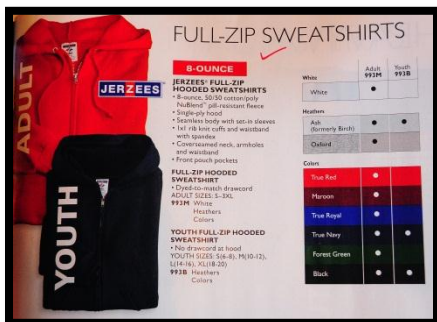 FULL-ZIP SWEATSHIRTS
ADULT
JERZEES
YOUTH
8-OUNCE
JERZEES® FULL-ZIP
HOODED SWEATSHIRTS
• 8-ounce, 50/50 cotton/poly
NuBlend™ pill-resistant fleece
• Single-ply hood
• Seamless body with set-in sleeves
• 1x1 rib knit cuffs and waistband
with spandex
• Coverseamed neck, armholes
and waistband
• Front pouch pockets
FULL-ZIP HOODED
SWEATSHIRT
• Dyed-to-match drawcord
ADULT SIZES: S-3XL
993M White
Heathers
Colors
YOUTH FULL-ZIP HOODED
SWEATSHIRT
• No drawcord at hood
YOUTH SIZES: S(6-8), M(10-12),
L(14-16), XL(18-20)
993B Heathers
Colors
Adult Youth
White 993M 993B
White
Heathers
Ash
(formerly Birch)
Oxford
Colors
True Red
Maroon
True Royal
True Navy
Forest Green
Black